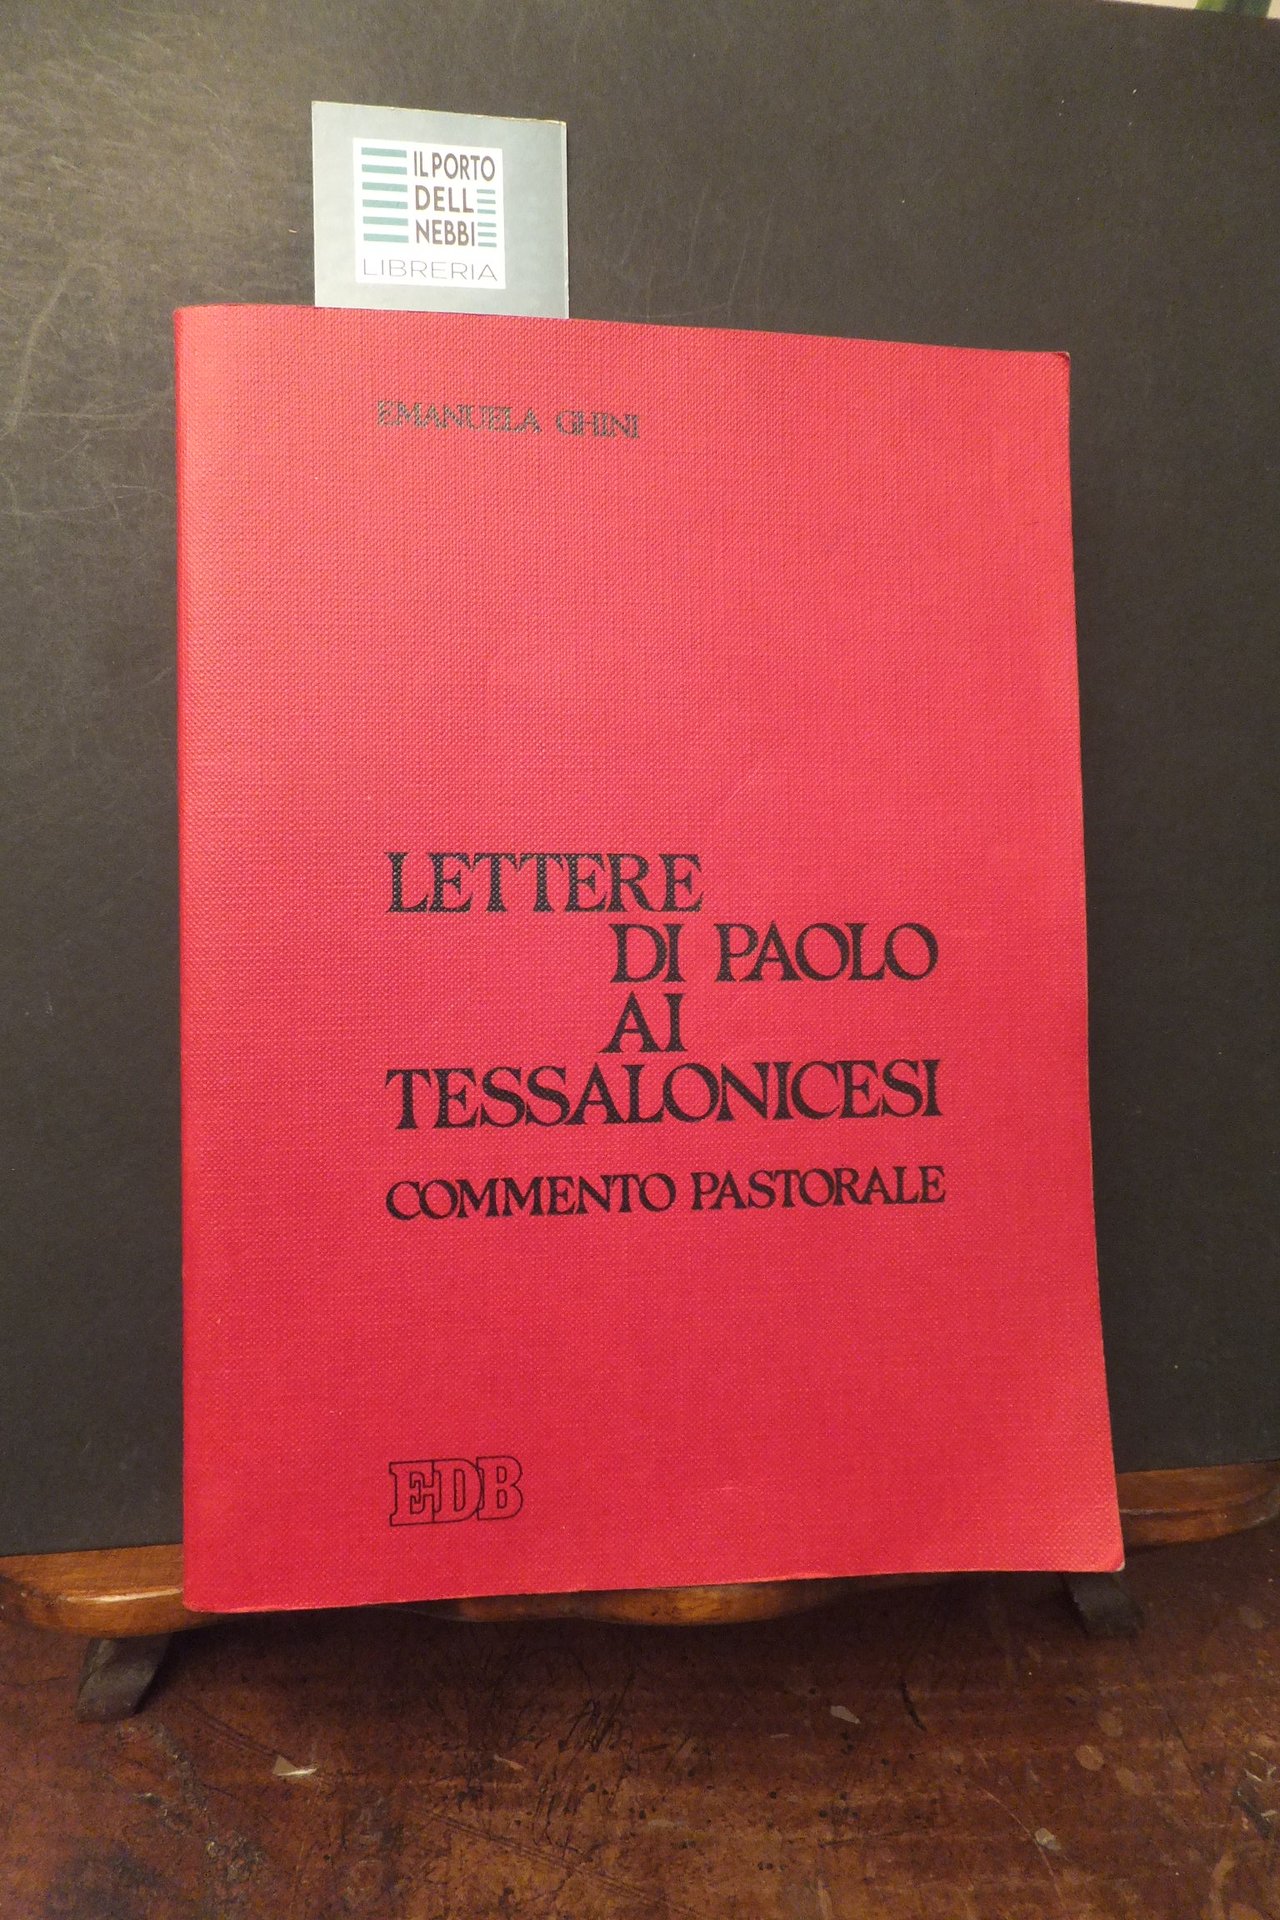 IL PORTO
DELL
NEBBI
LIBRERIA
EMANUELA GHINI
LETTERE
DI PAOLO
AI
TESSALONICESI
COMMENTO PASTORALE
EDB